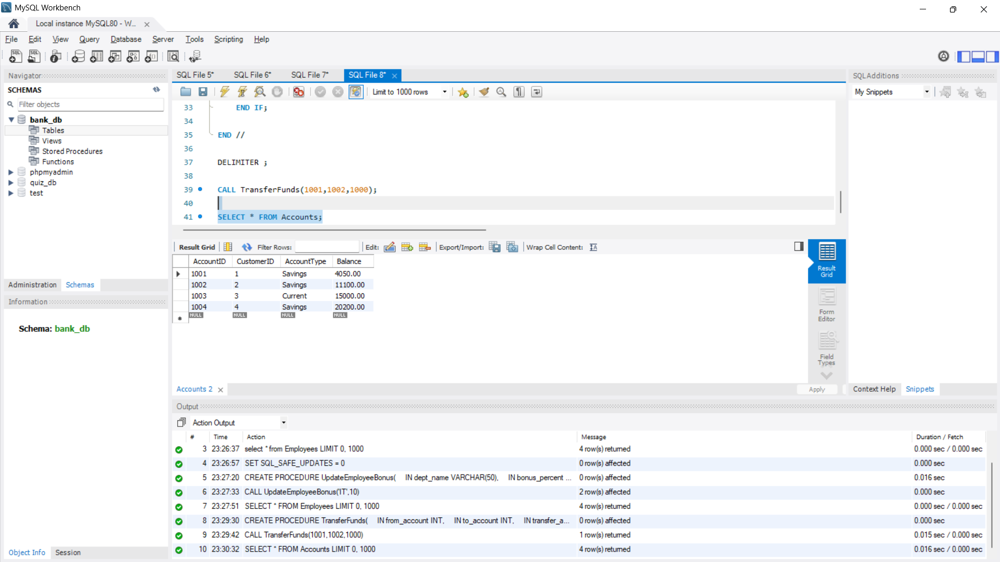 MySQL Workbench
Local instance MySQL80 - W...
File Edit View Query Database Server Tools Scripting Help
Navigator
SCHEMAS
Filter objects
bank_db
Tables
Views
Stored Procedures
Functions
phpmyadmin
quiz_db
test
Administration Schemas
Information
Schema: bank_db
Object Info Session
SQL File 5* SQL File 6* SQL File 7* SQL File 8*
Limit to 1000 rows
33 END IF;
34
35 END //
36
37 DELIMITER ;
38
39 CALL TransferFunds(1001,1002,1000);
40
41 SELECT * FROM Accounts;
Result Grid Filter Rows: Edit: Export/Import: Wrap Cell Content:
AccountID CustomerID AccountType Balance
1001 1 Savings 4050.00
1002 2 Savings 11100.00
1003 3 Current 15000.00
1004 4 Savings 20200.00
NULL NULL NULL NULL
Result Grid
Form Editor
Field Types
Accounts 2
Apply
SQLAdditions
My Snippets
Context Help Snippets
Output
Action Output
# Time Action Message Duration / Fetch
3 23:26:37 select * from Employees LIMIT 0, 1000 4 row(s) returned 0.000 sec / 0.000 sec
4 23:26:57 SET SQL_SAFE_UPDATES = 0 0 row(s) affected 0.000 sec
5 23:27:20 CREATE PROCEDURE UpdateEmployeeBonus( IN dept_name VARCHAR(50), IN bonus_percent ... 0 row(s) affected 0.016 sec
6 23:27:33 CALL UpdateEmployeeBonus('IT',10) 2 row(s) affected 0.000 sec
7 23:27:51 SELECT * FROM Employees LIMIT 0, 1000 4 row(s) returned 0.000 sec / 0.000 sec
8 23:29:30 CREATE PROCEDURE TransferFunds( IN from_account INT, IN to_account INT, IN transfer_a... 0 row(s) affected 0.000 sec
9 23:29:42 CALL TransferFunds(1001,1002,1000) 1 row(s) returned 0.015 sec / 0.000 sec
10 23:30:32 SELECT * FROM Accounts LIMIT 0, 1000 4 row(s) returned 0.016 sec / 0.000 sec